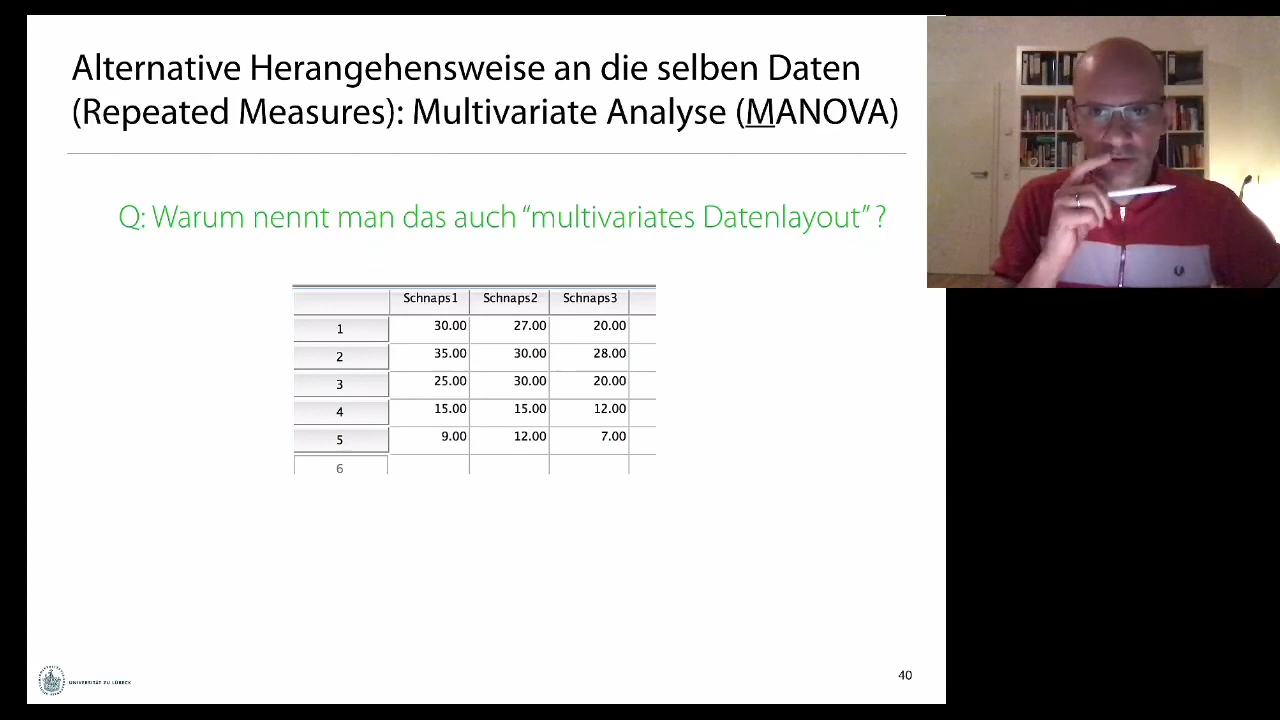 Alternative Herangehensweise an die selben Daten
(Repeated Measures): Multivariate Analyse (MANOVA)
Q: Warum nennt man das auch “multivariates Datenlayout” ?
Schnaps1 Schnaps2 Schnaps3
1 30.00 27.00 20.00
2 35.00 30.00 28.00
3 25.00 30.00 20.00
4 15.00 15.00 12.00
5 9.00 12.00 7.00
6
UNIVERSITÄT ZU LÜBECK
40